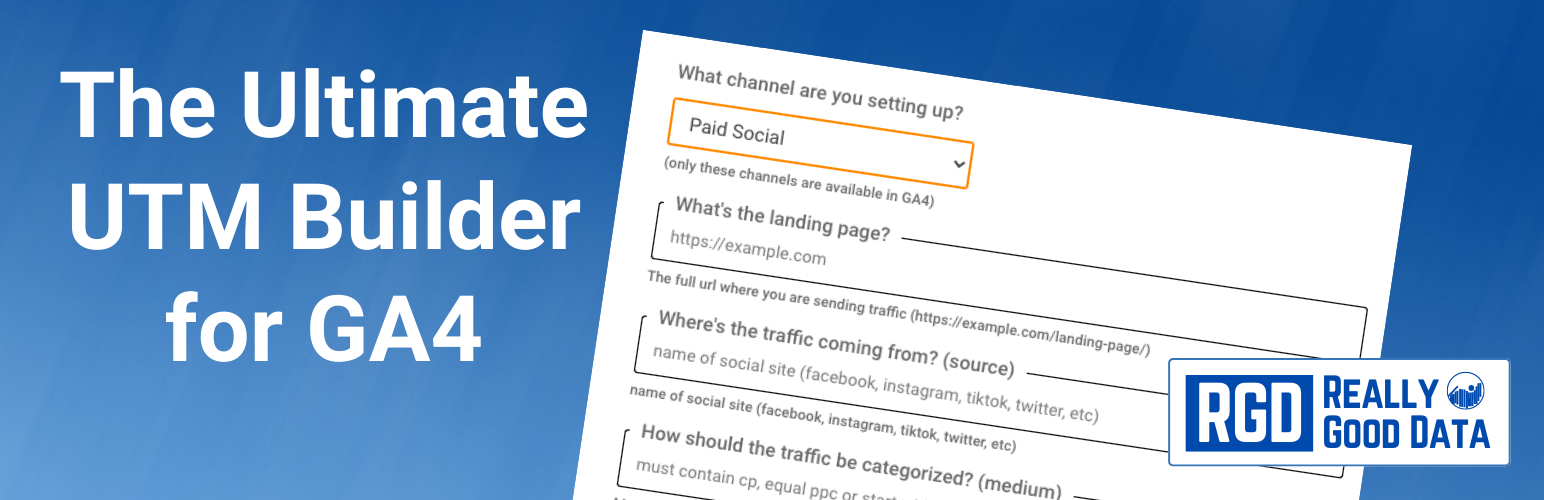 The Ultimate
UTM Builder
for GA4
What channel are you setting up?
Paid Social
(only these channels are available in GA4)
What's the landing page?
https://example.com
The full url where you are sending traffic (https://example.com/landing-page/)
Where's the traffic coming from? (source)
name of social site (facebook, instagram, tiktok, twitter, etc)
name of social site (facebook, instagram, tiktok, twitter, etc)
How should the traffic be categorized? (medium)
must contain cp, equal ppc or
RGD REALLY
GOOD DATA